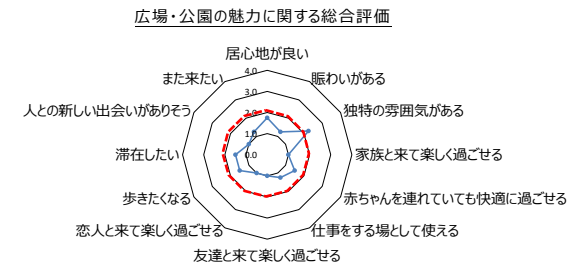 広場・公園の魅力に関する総合評価
居心地が良い
また来たい
賑わいがある
人との新しい出会いがありそう
独特の雰囲気がある
滞在したい
家族と来て楽しく過ごせる
歩きたくなる
赤ちゃんを連れていても快適に過ごせる
恋人と来て楽しく過ごせる
仕事をする場として使える
友達と来て楽しく過ごせる
4.0
3.0
2.0
1.0
0.0